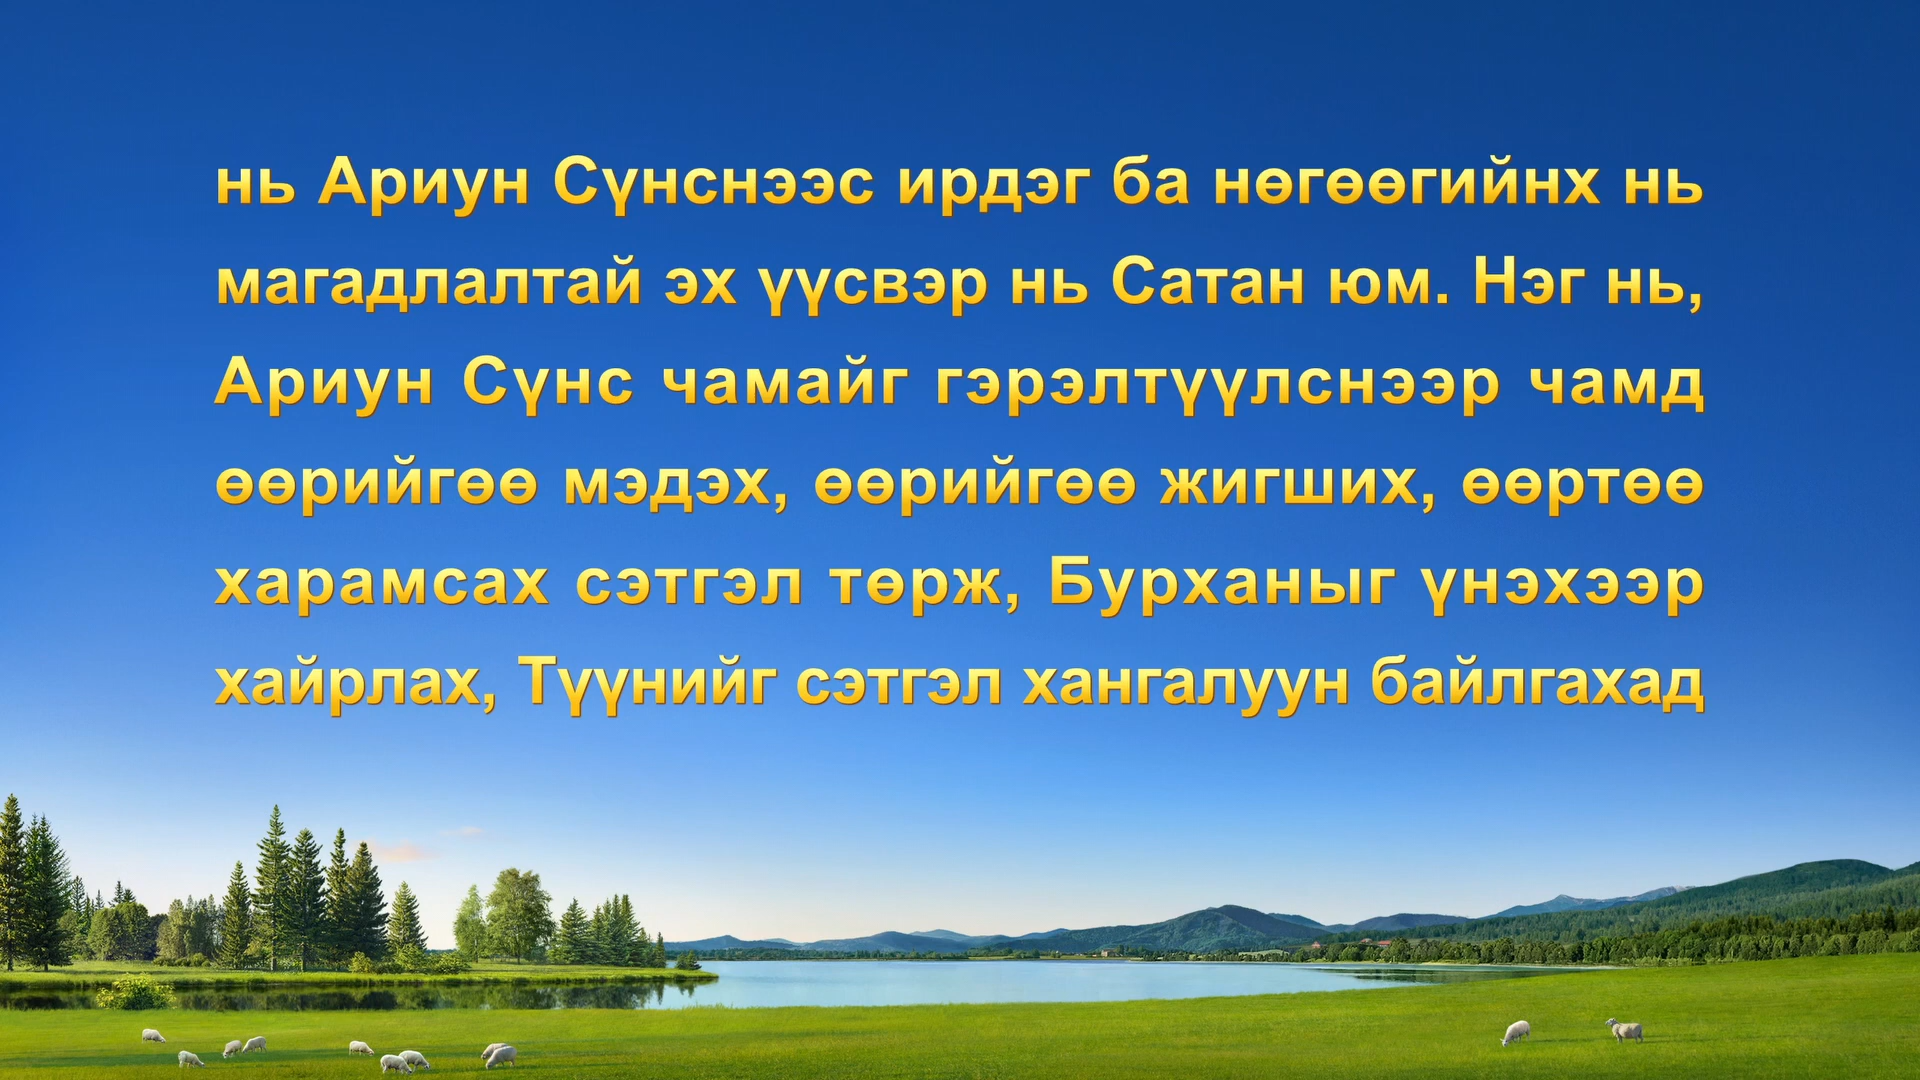 нь Ариун Сүнснээс ирдэг ба нөгөөгийнх нь
магадлалтай эх үүсвэр нь Сатан юм. Нэг нь,
Ариун Сүнс чамайг гэрэлтүүлснээр чамд
өөрийгөө мэдэх, өөрийгөө жигших, өөртөө
харамсах сэтгэл төрж, Бурханыг үнэхээр
хайрлах, Түүнийг сэтгэл хангалуун байлгахад